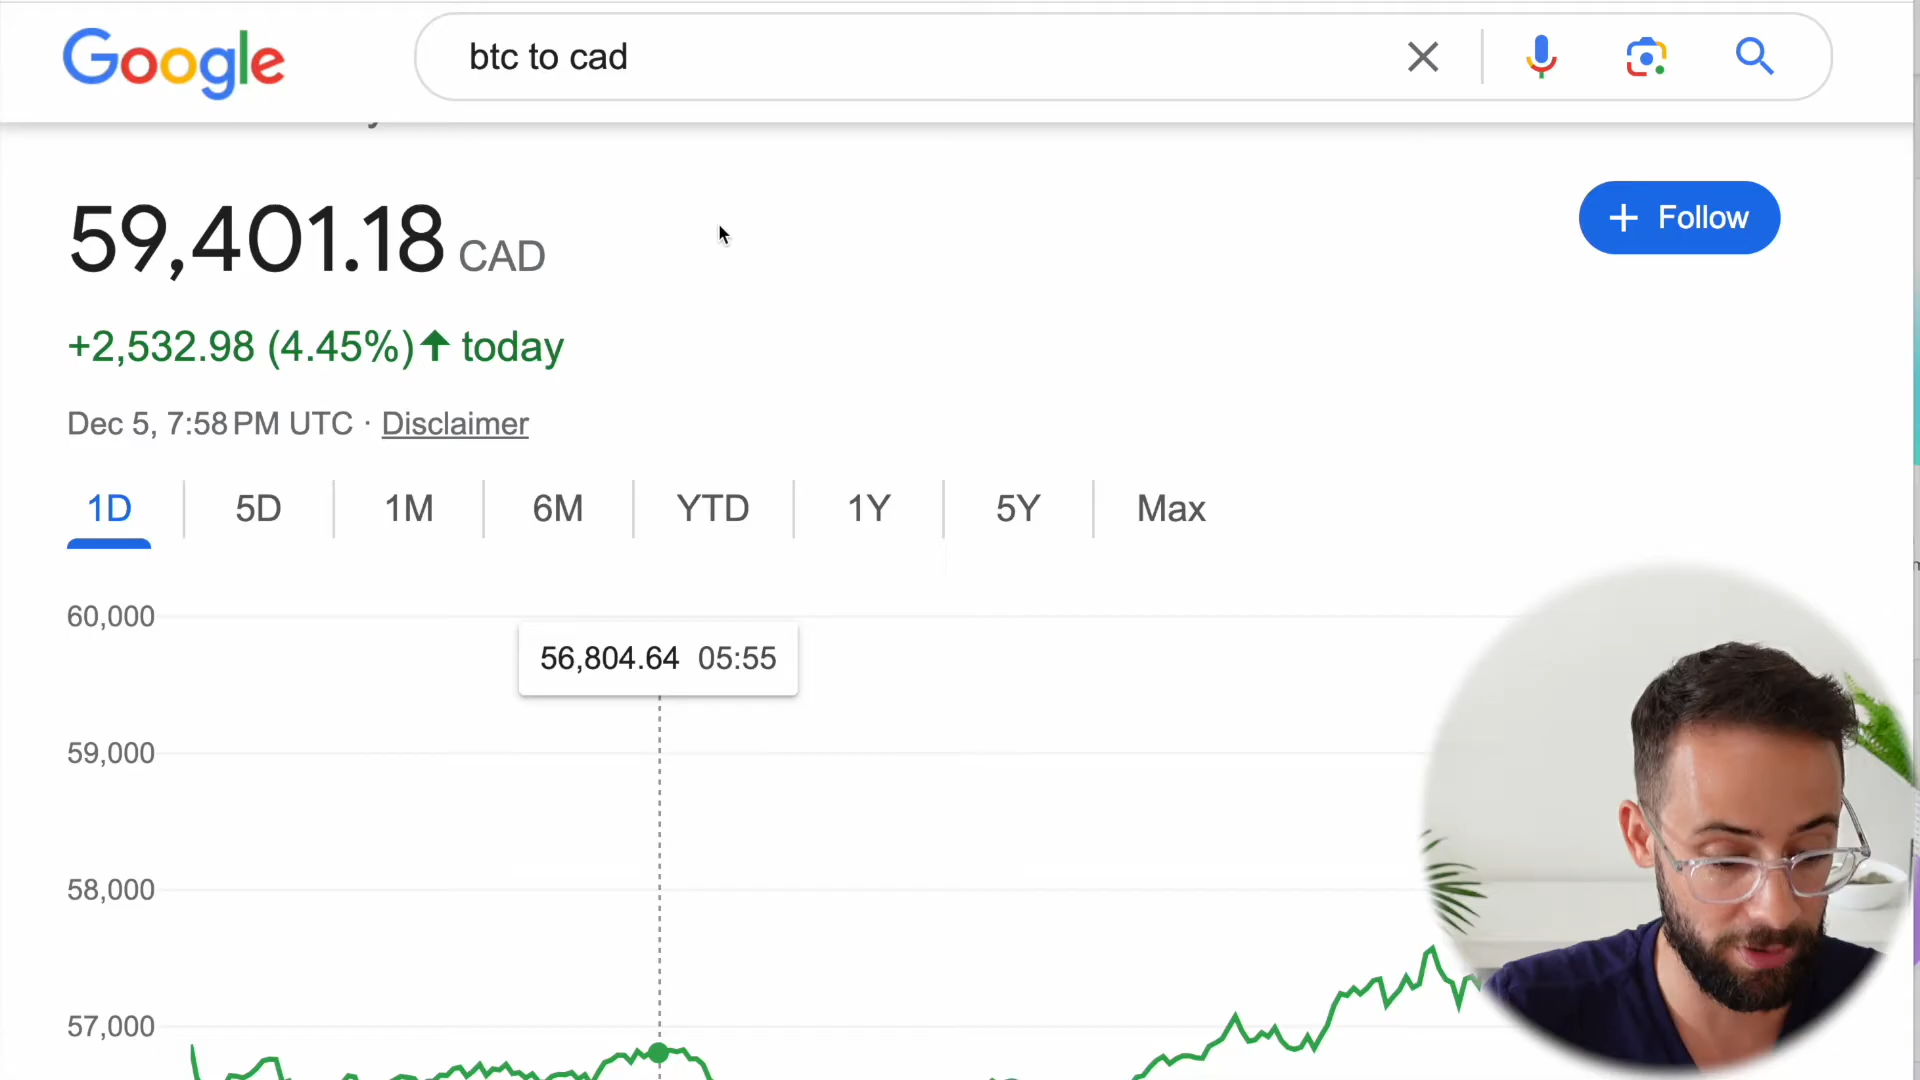 Google
btc to cad
59,401.18 CAD
+ Follow
+2,532.98 (4.45%)↑ today
Dec 5, 7:58 PM UTC · Disclaimer
1D 5D 1M 6M YTD 1Y 5Y Max
60,000
56,804.64 05:55
59,000
58,000
57,000